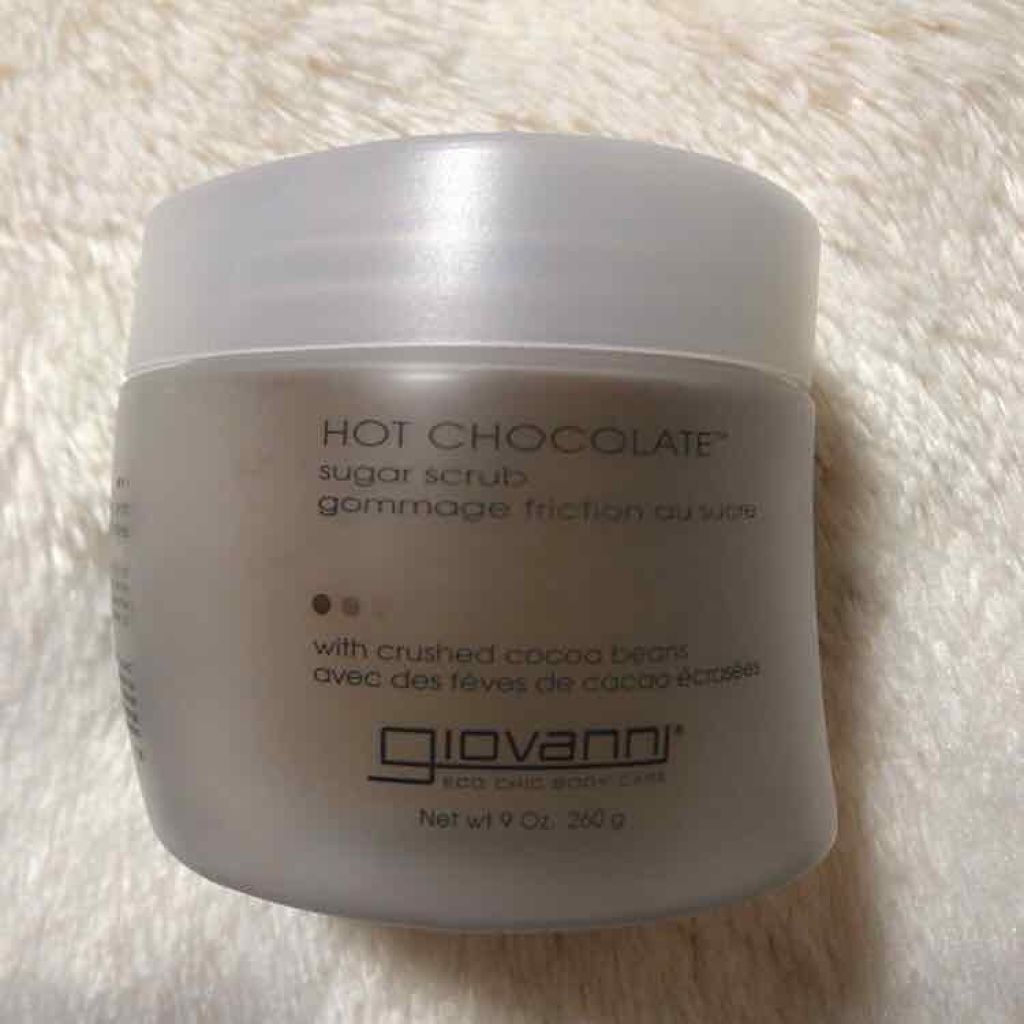 HOT CHOCOLATE™
sugar scrub
gommage friction au sucre
with crushed cocoa beans
avec des fèves de cacao écrasées
giovanni®
ECO CHIC BODY CARE
Net wt 9 Oz. 260 g